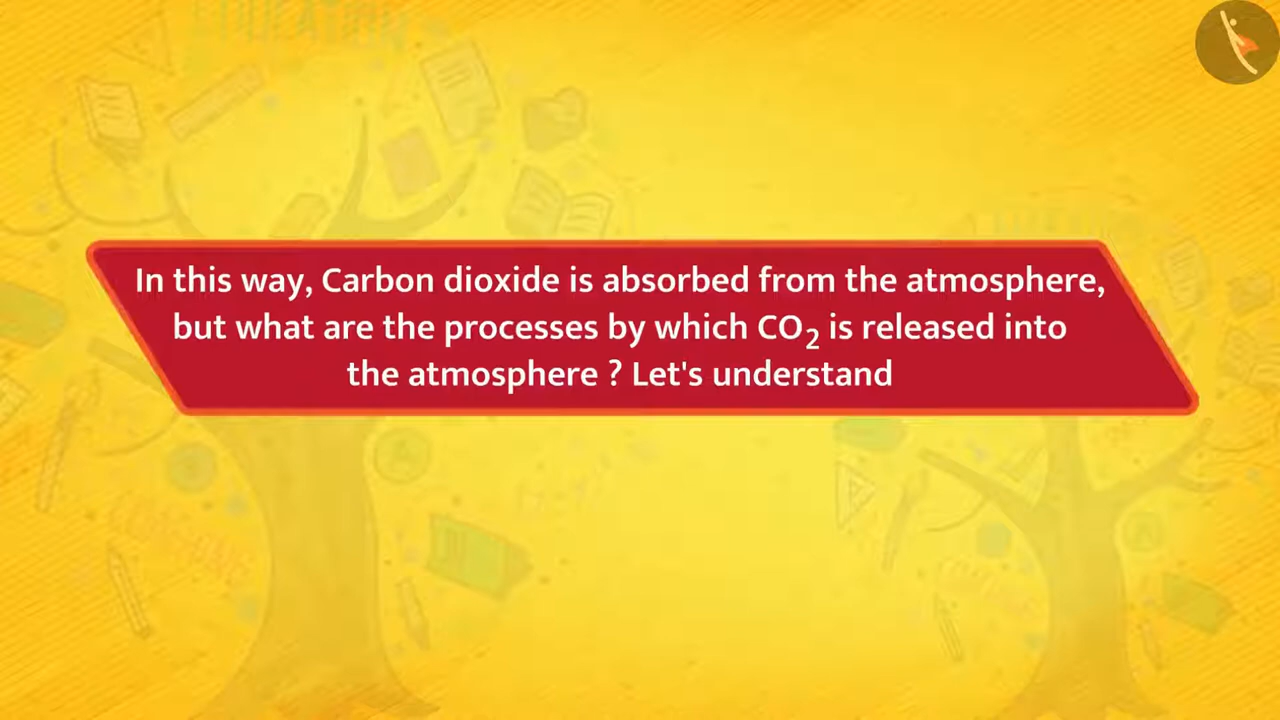 EDUCATION
In this way, Carbon dioxide is absorbed from the atmosphere,
but what are the processes by which CO₂ is released into
the atmosphere ? Let's understand